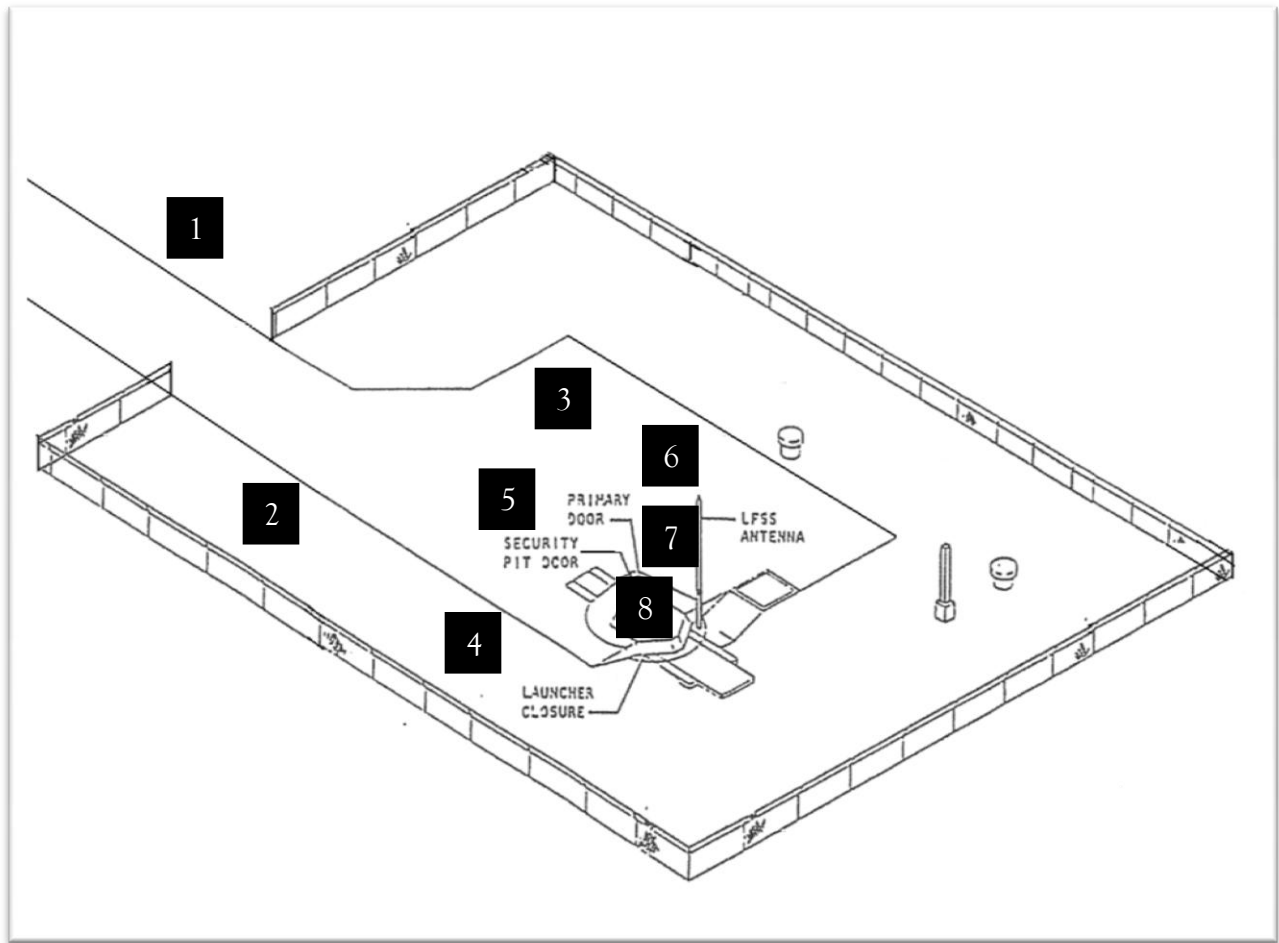 1
3
6
5
PRIMARY
DOOR
2
7
LFSS
ANTENNA
SECURITY
PIT DOOR
8
4
LAUNCHER
CLOSURE